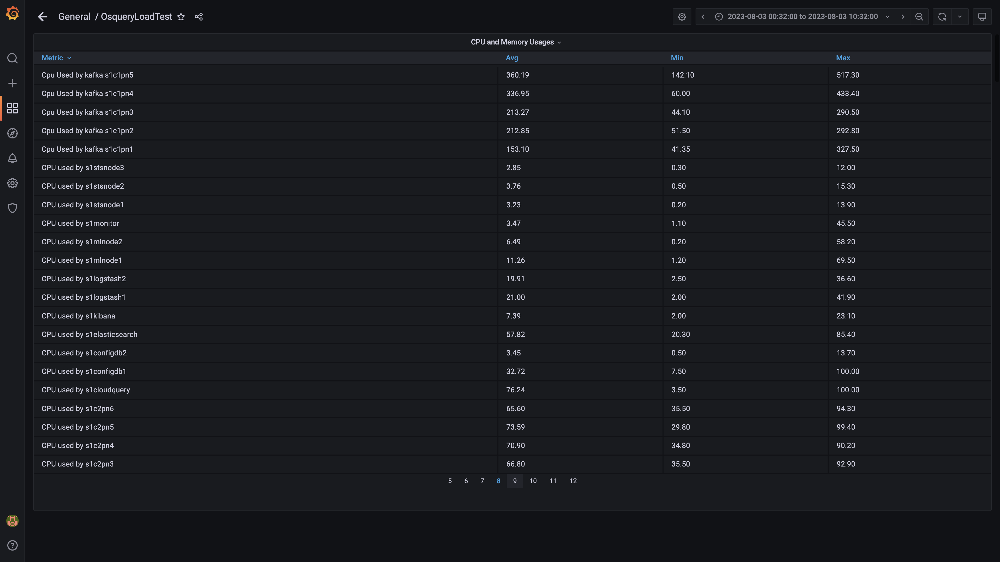 General / OsqueryLoadTest
2023-08-03 00:32:00 to 2023-08-03 10:32:00
CPU and Memory Usages
Metric Avg Min Max
Cpu Used by kafka s1c1pn5 360.19 142.10 517.30
Cpu Used by kafka s1c1pn4 336.95 60.00 433.40
Cpu Used by kafka s1c1pn3 213.27 44.10 290.50
Cpu Used by kafka s1c1pn2 212.85 51.50 292.80
Cpu Used by kafka s1c1pn1 153.10 41.35 327.50
CPU used by s1stsnode3 2.85 0.30 12.00
CPU used by s1stsnode2 3.76 0.50 15.30
CPU used by s1stsnode1 3.23 0.20 13.90
CPU used by s1monitor 3.47 1.10 45.50
CPU used by s1mlnode2 6.49 0.20 58.20
CPU used by s1mlnode1 11.26 1.20 69.50
CPU used by s1logstash2 19.91 2.50 36.60
CPU used by s1logstash1 21.00 2.00 41.90
CPU used by s1kibana 7.39 2.00 23.10
CPU used by s1elasticsearch 57.82 20.30 85.40
CPU used by s1configdb2 3.45 0.50 13.70
CPU used by s1configdb1 32.72 7.50 100.00
CPU used by s1cloudquery 76.24 3.50 100.00
CPU used by s1c2pn6 65.60 35.50 94.30
CPU used by s1c2pn5 73.59 29.80 99.40
CPU used by s1c2pn4 70.90 34.80 90.20
CPU used by s1c2pn3 66.80 35.50 92.90
5 6 7 8 9 10 11 12